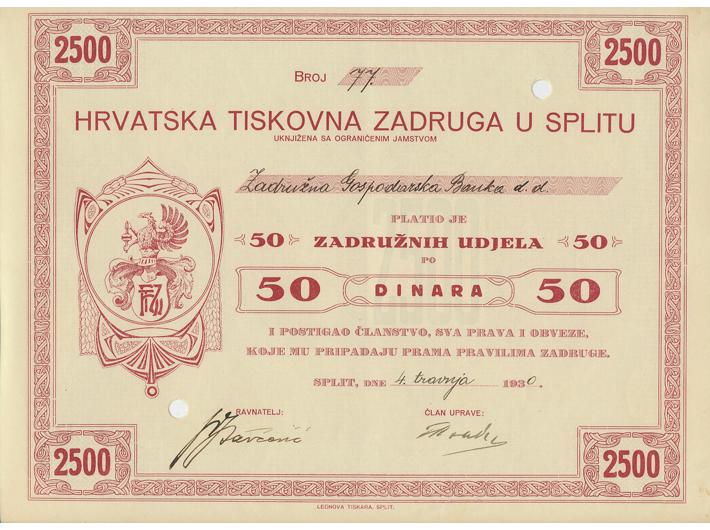 2500 2500
BROJ 77.
HRVATSKA TISKOVNA ZADRUGA U SPLITU
UKNJIŽENA SA OGRANIČENIM JAMSTVOM
Zadružna Gospodarska Banka d. d.
PLATIO JE
50 ZADRUŽNIH UDJELA 50
PO
50 DINARA 50
I POSTIGAO ČLANSTVO, SVA PRAVA I OBVEZE,
KOJE MU PRIPADAJU PRAMA PRAVILIMA ZADRUGE.
SPLIT, DNE 4. travnja 1930.
RAVNATELJ: ČLAN UPRAVE:
2500 2500
LEONOVA TISKARA, SPLIT.